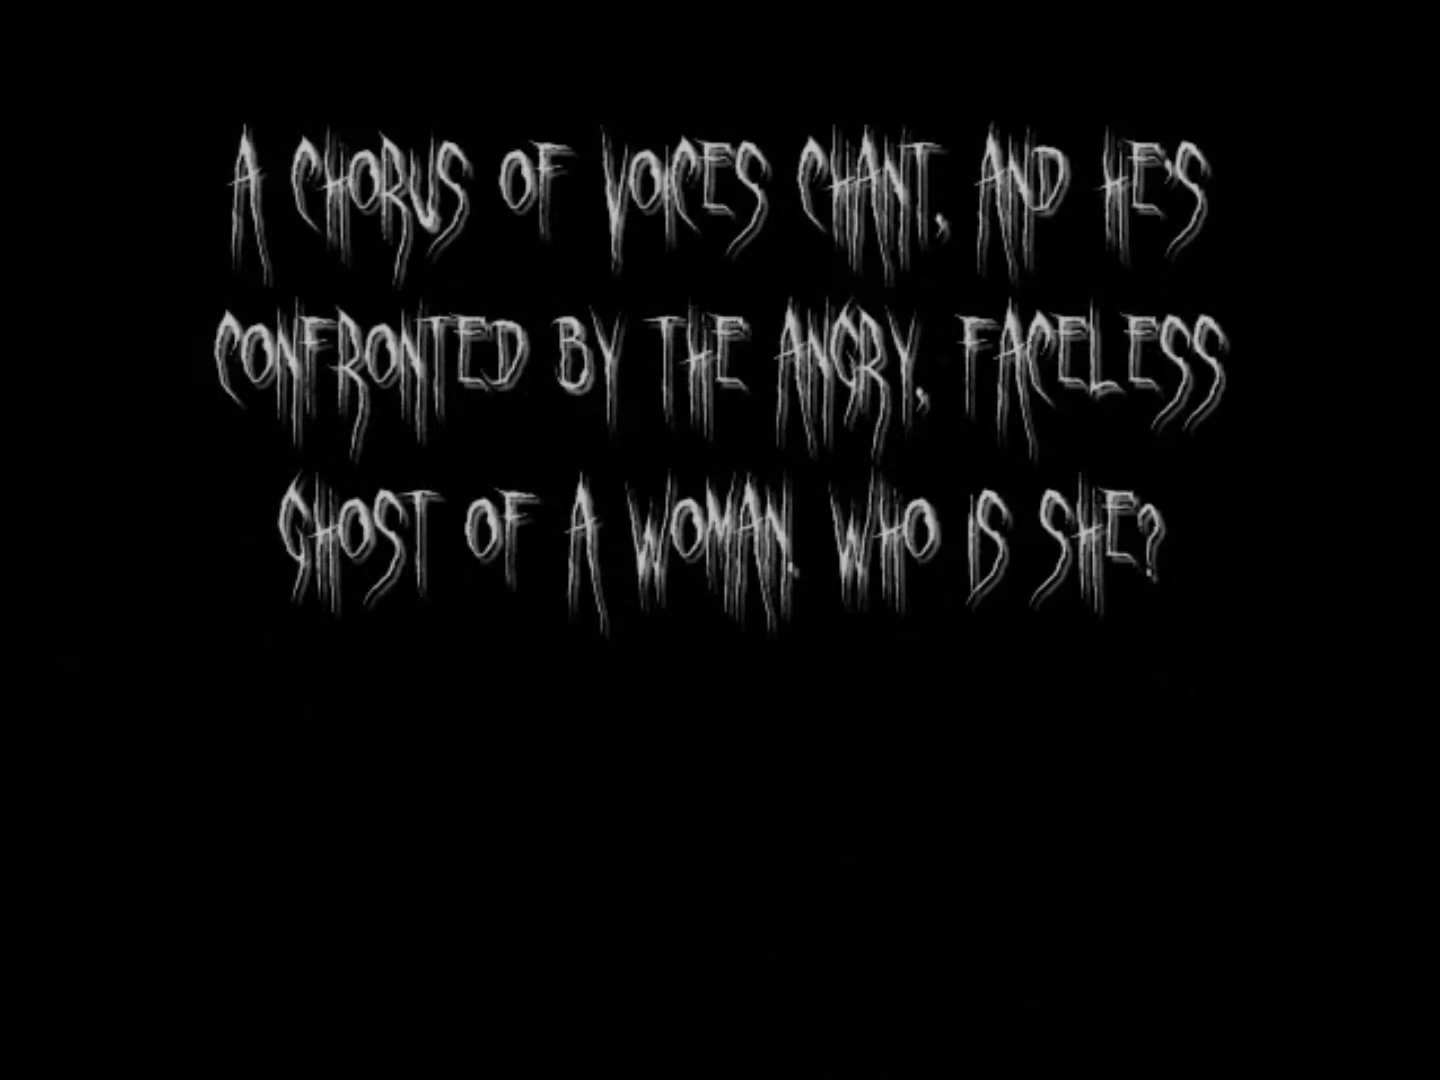 A CHORUS OF VOICES CHANT, AND HE'S
CONFRONTED BY THE ANGRY, FACELESS
GHOST OF A WOMAN. WHO IS SHE?